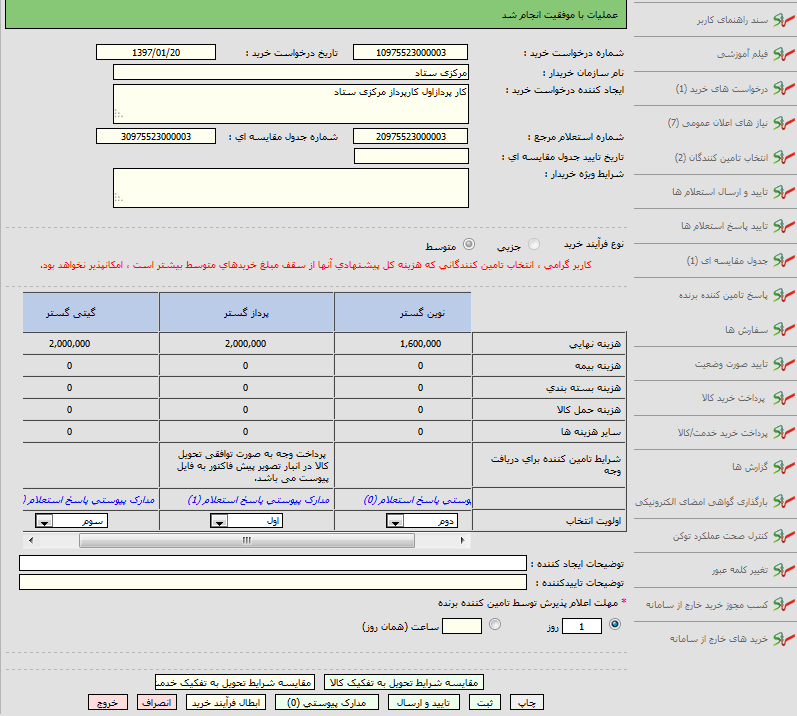 عملیات با موفقیت انجام شد
شماره درخواست خرید : 10975523000003 تاریخ درخواست خرید : 1397/01/20
نام سازمان خریدار : مرکزی ستاد
ایجاد کننده درخواست خرید : کار پردازاول کارپرداز مرکزی ستاد
شماره استعلام مرجع : 20975523000003 شماره جدول مقایسه ای : 30975523000003
تاریخ تایید جدول مقایسه ای :
شرایط ویژه خریدار :
نوع فرآیند خرید جزیی متوسط
کاربر گرامی ، انتخاب تامین کنندگانی که هزینه کل پیشنهادي آنها از سقف مبلغ خریدهاي متوسط بیشتر است ، امکانپذیر نخواهد بود.
نوین گستر پرداز گستر گیتی گستر
هزینه نهایی 1,600,000 2,000,000 2,000,000
هزینه بیمه 0 0 0
هزینه بسته بندي 0 0 0
هزینه حمل کالا 0 0 0
سایر هزینه ها 0 0 0
شرایط تامین کننده براي دریافت وجه
پرداخت وجه به صورت توافقی تحویل
کالا در انبار تصویر پیش فاکتور به فایل
پیوست می باشد.
پیوستی پاسخ استعلام (0) مدارک پیوستی پاسخ استعلام (1) مدارک پیوستی پاسخ استعلام (
اولویت انتخاب دوم اول سوم
توضیحات ایجاد کننده :
توضیحات تاییدکننده :
* مهلت اعلام پذیرش توسط تامین کننده برنده
1 روز ساعت (همان روز)
مقایسه شرایط تحویل به تفکیک کالا مقایسه شرایط تحویل به تفکیک خدمت
چاپ ثبت تایید و ارسال مدارک پیوستی (0) ابطال فرآیند خرید انصراف خروج
سند راهنمای کاربر
فیلم آموزشی
درخواست های خرید (1)
نیاز های اعلان عمومی (7)
انتخاب تامین کنندگان (2)
تایید و ارسال استعلام ها
تایید پاسخ استعلام ها
جدول مقایسه ای (1)
پاسخ تامین کننده برنده
سفارش ها
تایید صورت وضعیت
پرداخت خرید کالا
پرداخت خرید خدمت/کالا
گزارش ها
بارگذاری گواهی امضای الکترونیکی
کنترل صحت عملکرد توکن
تغییر کلمه عبور
کسب مجوز خرید خارج از سامانه
خرید های خارج از سامانه